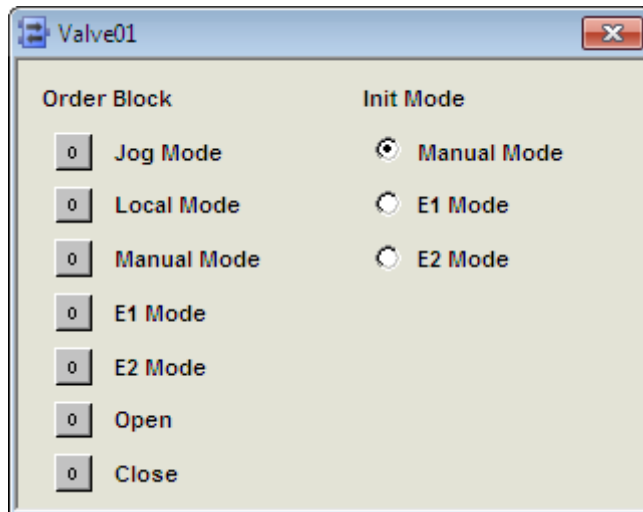 Valve01
Order Block
Init Mode
0 Jog Mode
Manual Mode
0 Local Mode
E1 Mode
0 Manual Mode
E2 Mode
0 E1 Mode
0 E2 Mode
0 Open
0 Close